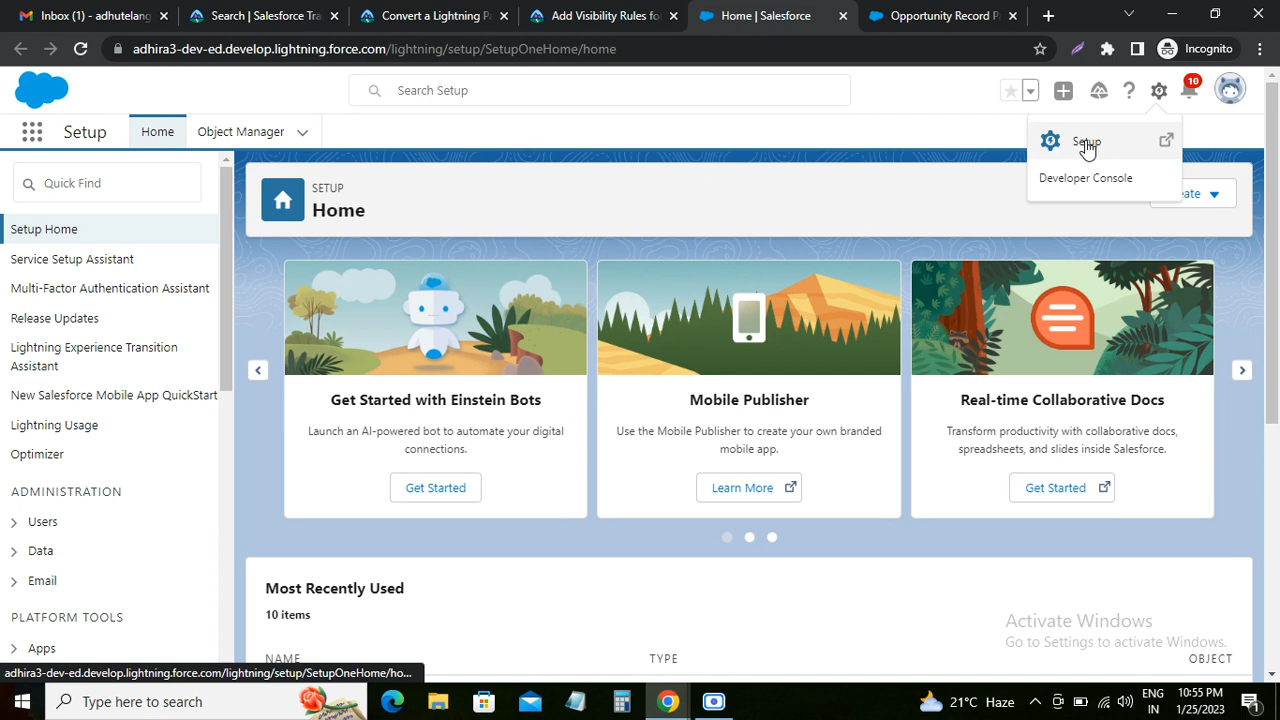 Inbox (1) - adhutelang
Search | Salesforce Tra
Convert a Lightning P
Add Visibility Rules fo
Home | Salesforce
Opportunity Record P
adhira3-dev-ed.develop.lightning.force.com/lightning/setup/SetupOneHome/home
Incognito
Search Setup
10
Setup
Home
Object Manager
Setup
Developer Console
Quick Find
SETUP
Home
Setup Home
Service Setup Assistant
Multi-Factor Authentication Assistant
Release Updates
Lightning Experience Transition
Assistant
New Salesforce Mobile App QuickStart
Lightning Usage
Optimizer
ADMINISTRATION
Users
Data
Email
PLATFORM TOOLS
Apps
Get Started with Einstein Bots
Launch an AI-powered bot to automate your digital
connections.
Get Started
Mobile Publisher
Use the Mobile Publisher to create your own branded
mobile app.
Learn More
Real-time Collaborative Docs
Transform productivity with collaborative docs,
spreadsheets, and slides inside Salesforce.
Get Started
Most Recently Used
10 items
NAME
TYPE
OBJECT
Activate Windows
Go to Settings to activate Windows.
adhira3-dev-ed.develop.lightning.force.com/lightning/setup/SetupOneHome/ho...
Type here to search
21°C Haze
ENG
IN
10:55 PM
1/25/2023
1